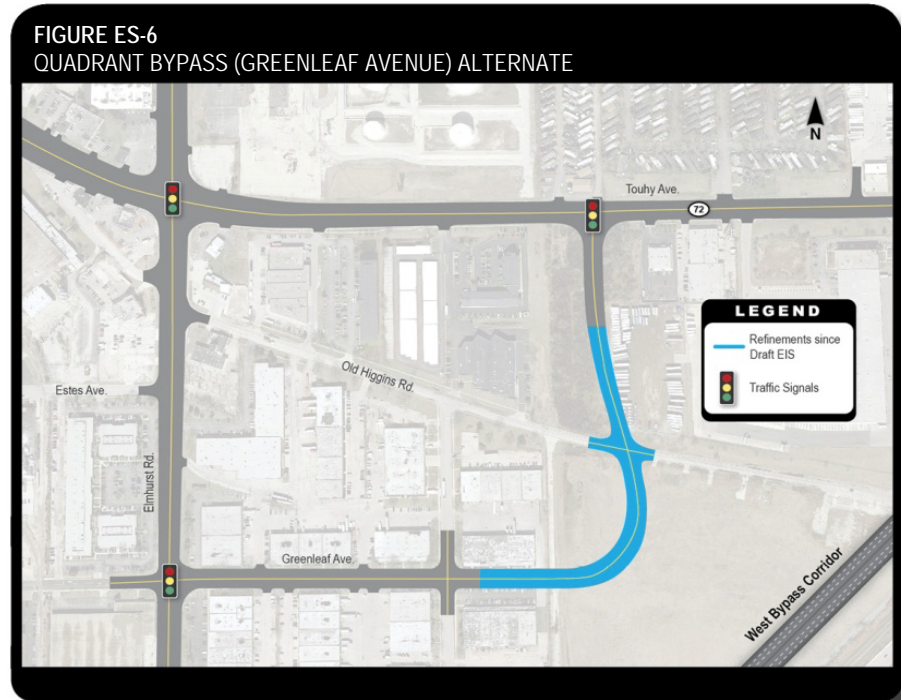 FIGURE ES-6
QUADRANT BYPASS (GREENLEAF AVENUE) ALTERNATE
N
Touhy Ave.
72
LEGEND
Refinements since
Draft EIS
Traffic Signals
Old Higgins Rd.
Estes Ave.
Elmhurst Rd.
Greenleaf Ave.
West Bypass Corridor